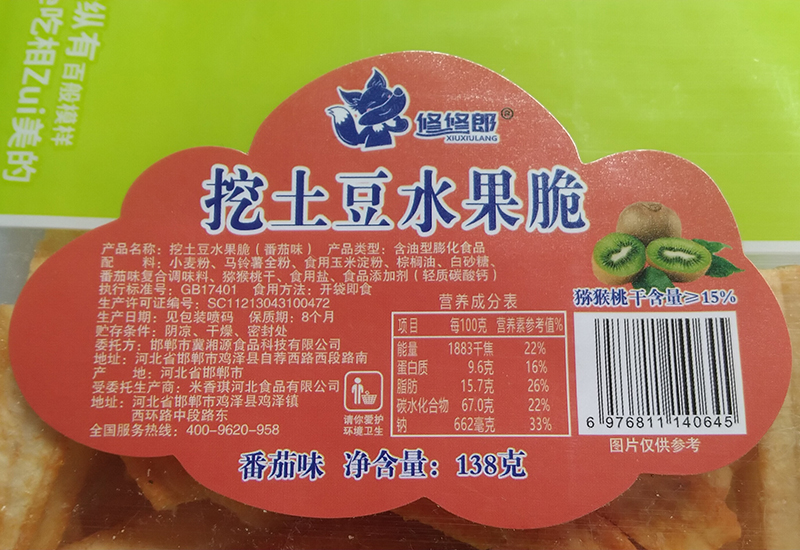 纵有百般模样
吃相Zui美的
修修郎®
XIUXIULANG
挖土豆水果脆
产品名称：挖土豆水果脆（番茄味） 产品类型：含油型膨化食品
配 料：小麦粉、马铃薯全粉、食用玉米淀粉、棕榈油、白砂糖、
番茄味复合调味料、猕猴桃干、食用盐、食品添加剂（轻质碳酸钙）
执行标准号：GB17401 食用方法：开袋即食
生产许可证编号：SC11213043100472
生产日期：见包装喷码 保质期：8个月
贮存条件：阴凉、干燥、密封处
委托方：邯郸市冀湘源食品科技有限公司
地址：河北省邯郸市鸡泽县自荐西路西段路南
产 地：河北省邯郸市
受委托生产商：米香琪河北食品有限公司
地址：河北省邯郸市鸡泽县鸡泽镇
西环路中段路东
全国服务热线：400-9620-958
请你爱护
环境卫生
营养成分表
项目 每100克 营养素参考值%
能量 1883千焦 22%
蛋白质 9.6克 16%
脂肪 15.7克 26%
碳水化合物 67.0克 22%
钠 662毫克 33%
猕猴桃干含量≥15%
6 976811 140645
图片仅供参考
番茄味 净含量：138克